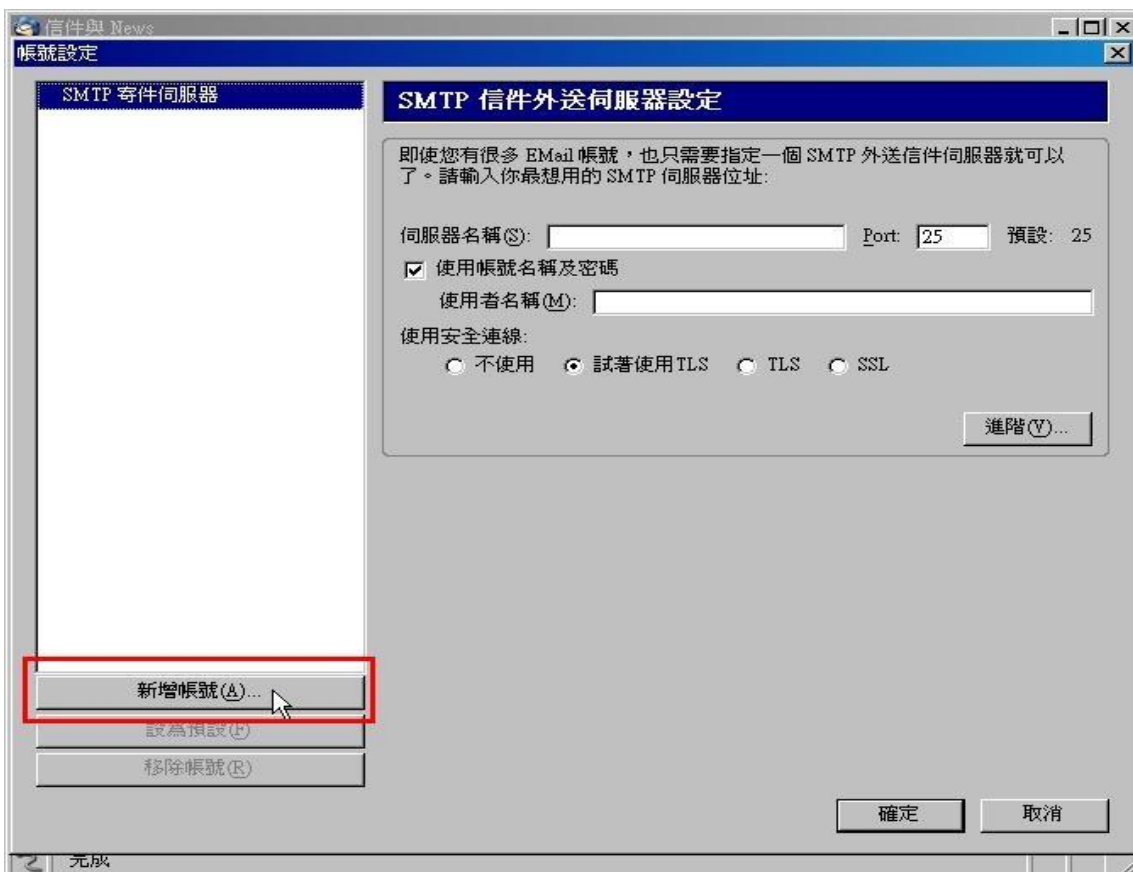 信件與 News
帳號設定
SMTP 寄件伺服器
SMTP 信件外送伺服器設定
即使您有很多 EMail 帳號，也只需要指定一個 SMTP 外送信件伺服器就可以
了。請輸入你最想用的 SMTP 伺服器位址:
伺服器名稱(S): Port: 25 預設: 25
使用帳號名稱及密碼
使用者名稱(M):
使用安全連線:
不使用 試著使用TLS TLS SSL
進階(V)...
新增帳號(A)...
設為預設(F)
移除帳號(R)
確定 取消
完成